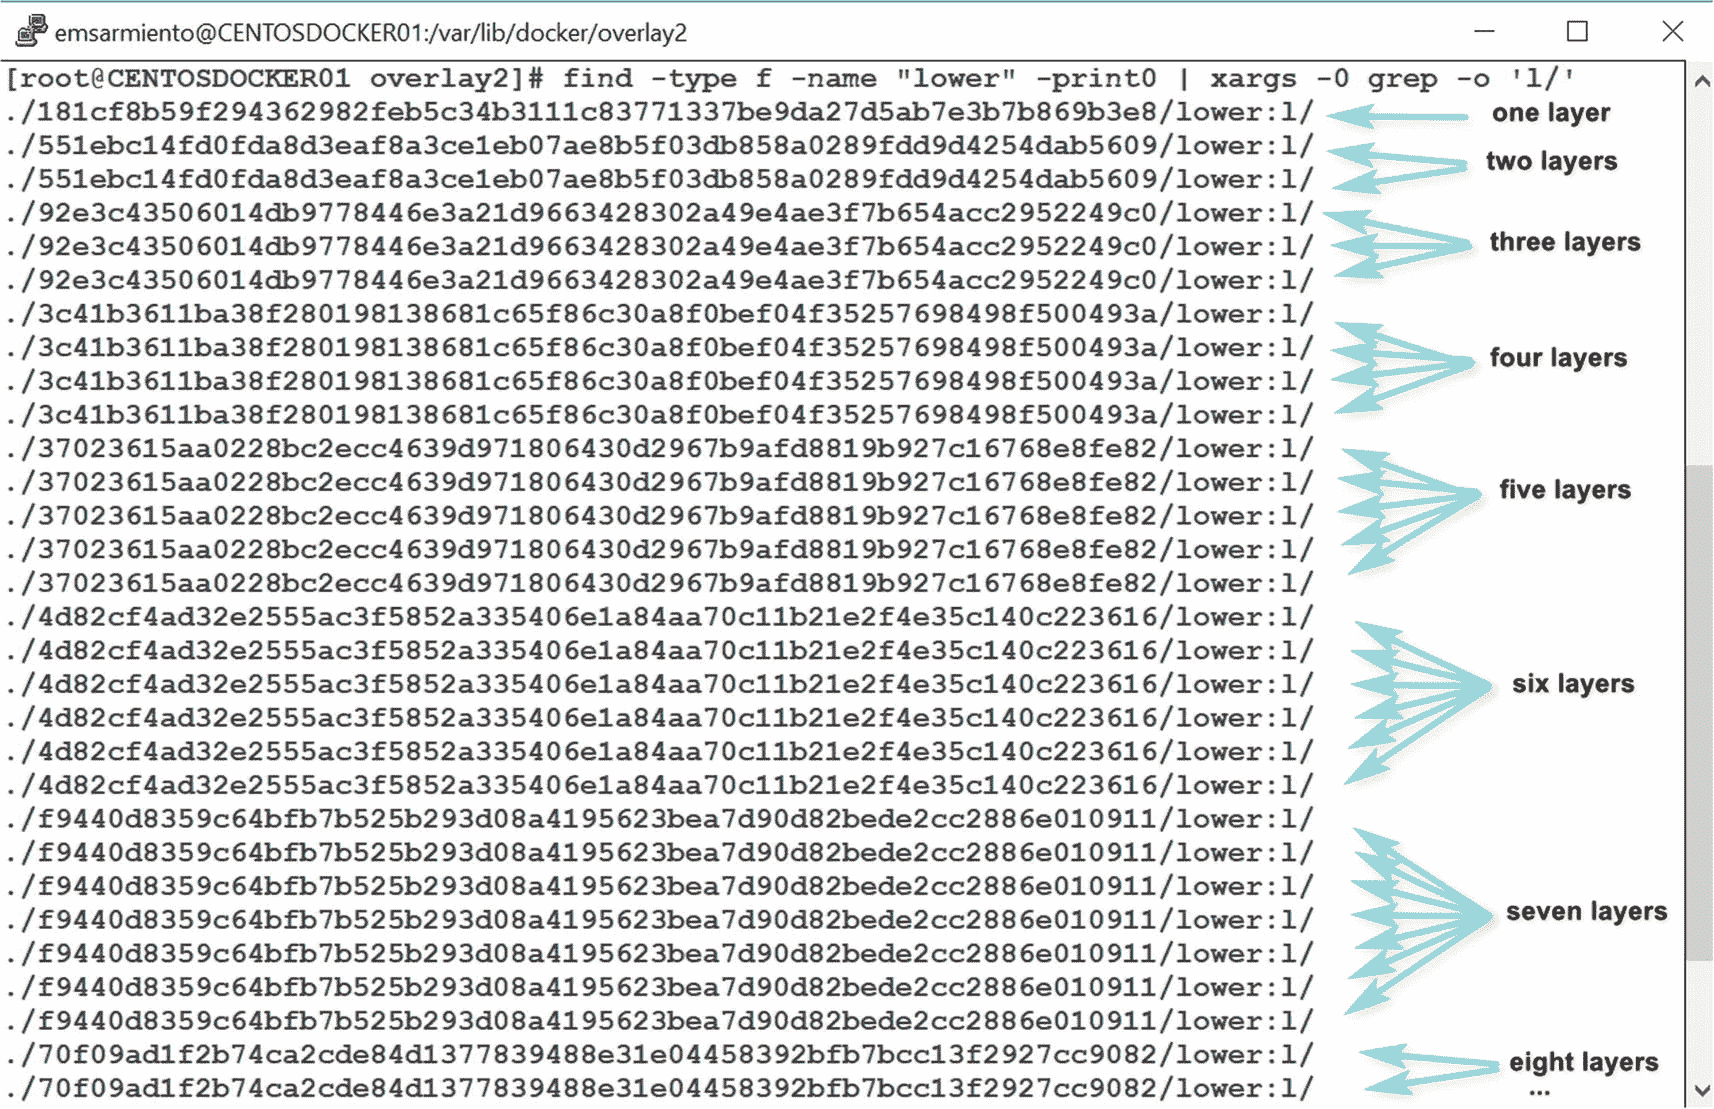 emsarmiento@CENTOSDOCKER01:/var/lib/docker/overlay2
[root@CENTOSDOCKER01 overlay2]# find -type f -name "lower" -print0 | xargs -0 grep -o 'l/'
./181cf8b59f294362982feb5c34b3111c83771337be9da27d5ab7e3b7b869b3e8/lower:l/ one layer
./551ebc14fd0fda8d3eaf8a3ce1eb07ae8b5f03db858a0289fdd9d4254dab5609/lower:l/
two layers
./551ebc14fd0fda8d3eaf8a3ce1eb07ae8b5f03db858a0289fdd9d4254dab5609/lower:l/
./92e3c43506014db9778446e3a21d9663428302a49e4ae3f7b654acc2952249c0/lower:l/
./92e3c43506014db9778446e3a21d9663428302a49e4ae3f7b654acc2952249c0/lower:l/ three layers
./92e3c43506014db9778446e3a21d9663428302a49e4ae3f7b654acc2952249c0/lower:l/
./3c41b3611ba38f280198138681c65f86c30a8f0bef04f35257698498f500493a/lower:l/
./3c41b3611ba38f280198138681c65f86c30a8f0bef04f35257698498f500493a/lower:l/ four layers
./3c41b3611ba38f280198138681c65f86c30a8f0bef04f35257698498f500493a/lower:l/
./3c41b3611ba38f280198138681c65f86c30a8f0bef04f35257698498f500493a/lower:l/
./37023615aa0228bc2ecc4639d971806430d2967b9afd8819b927c16768e8fe82/lower:l/
./37023615aa0228bc2ecc4639d971806430d2967b9afd8819b927c16768e8fe82/lower:l/ five layers
./37023615aa0228bc2ecc4639d971806430d2967b9afd8819b927c16768e8fe82/lower:l/
./37023615aa0228bc2ecc4639d971806430d2967b9afd8819b927c16768e8fe82/lower:l/
./37023615aa0228bc2ecc4639d971806430d2967b9afd8819b927c16768e8fe82/lower:l/
./4d82cf4ad32e2555ac3f5852a335406e1a84aa70c11b21e2f4e35c140c223616/lower:l/
./4d82cf4ad32e2555ac3f5852a335406e1a84aa70c11b21e2f4e35c140c223616/lower:l/
./4d82cf4ad32e2555ac3f5852a335406e1a84aa70c11b21e2f4e35c140c223616/lower:l/ six layers
./4d82cf4ad32e2555ac3f5852a335406e1a84aa70c11b21e2f4e35c140c223616/lower:l/
./4d82cf4ad32e2555ac3f5852a335406e1a84aa70c11b21e2f4e35c140c223616/lower:l/
./4d82cf4ad32e2555ac3f5852a335406e1a84aa70c11b21e2f4e35c140c223616/lower:l/
./f9440d8359c64bfb7b525b293d08a4195623bea7d90d82bede2cc2886e010911/lower:l/
./f9440d8359c64bfb7b525b293d08a4195623bea7d90d82bede2cc2886e010911/lower:l/
./f9440d8359c64bfb7b525b293d08a4195623bea7d90d82bede2cc2886e010911/lower:l/
./f9440d8359c64bfb7b525b293d08a4195623bea7d90d82bede2cc2886e010911/lower:l/ seven layers
./f9440d8359c64bfb7b525b293d08a4195623bea7d90d82bede2cc2886e010911/lower:l/
./f9440d8359c64bfb7b525b293d08a4195623bea7d90d82bede2cc2886e010911/lower:l/
./f9440d8359c64bfb7b525b293d08a4195623bea7d90d82bede2cc2886e010911/lower:l/
./70f09ad1f2b74ca2cde84d1377839488e31e04458392bfb7bcc13f2927cc9082/lower:l/ eight layers
./70f09ad1f2b74ca2cde84d1377839488e31e04458392bfb7bcc13f2927cc9082/lower:l/ ...